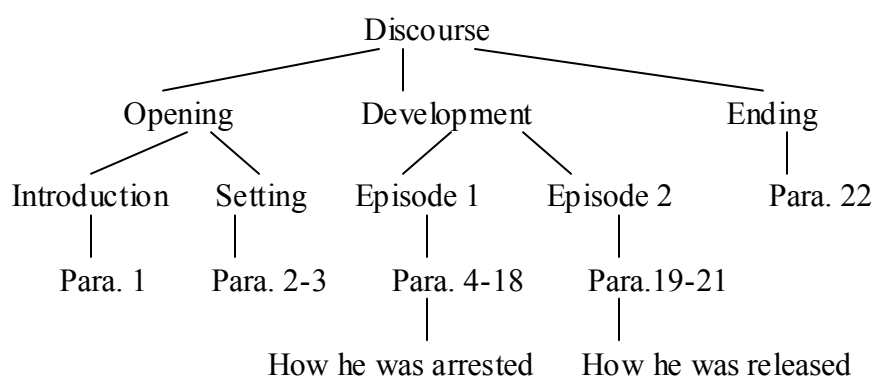 Discourse
Opening Development Ending
Introduction Setting Episode 1 Episode 2 Para. 22
Para. 1 Para. 2-3 Para. 4-18 Para.19-21
How he was arrested How he was released